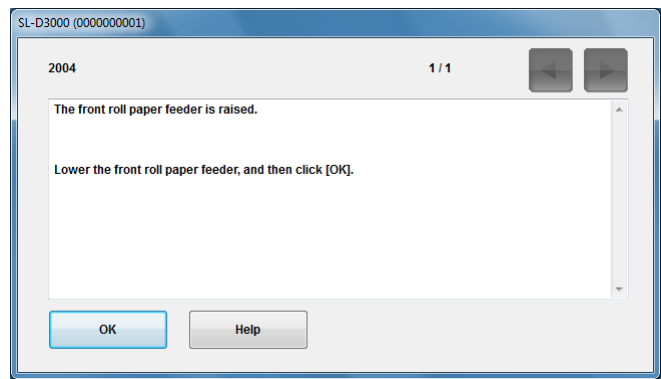 SL-D3000 (0000000001)
2004 1 / 1
The front roll paper feeder is raised.
Lower the front roll paper feeder, and then click [OK].
OK Help